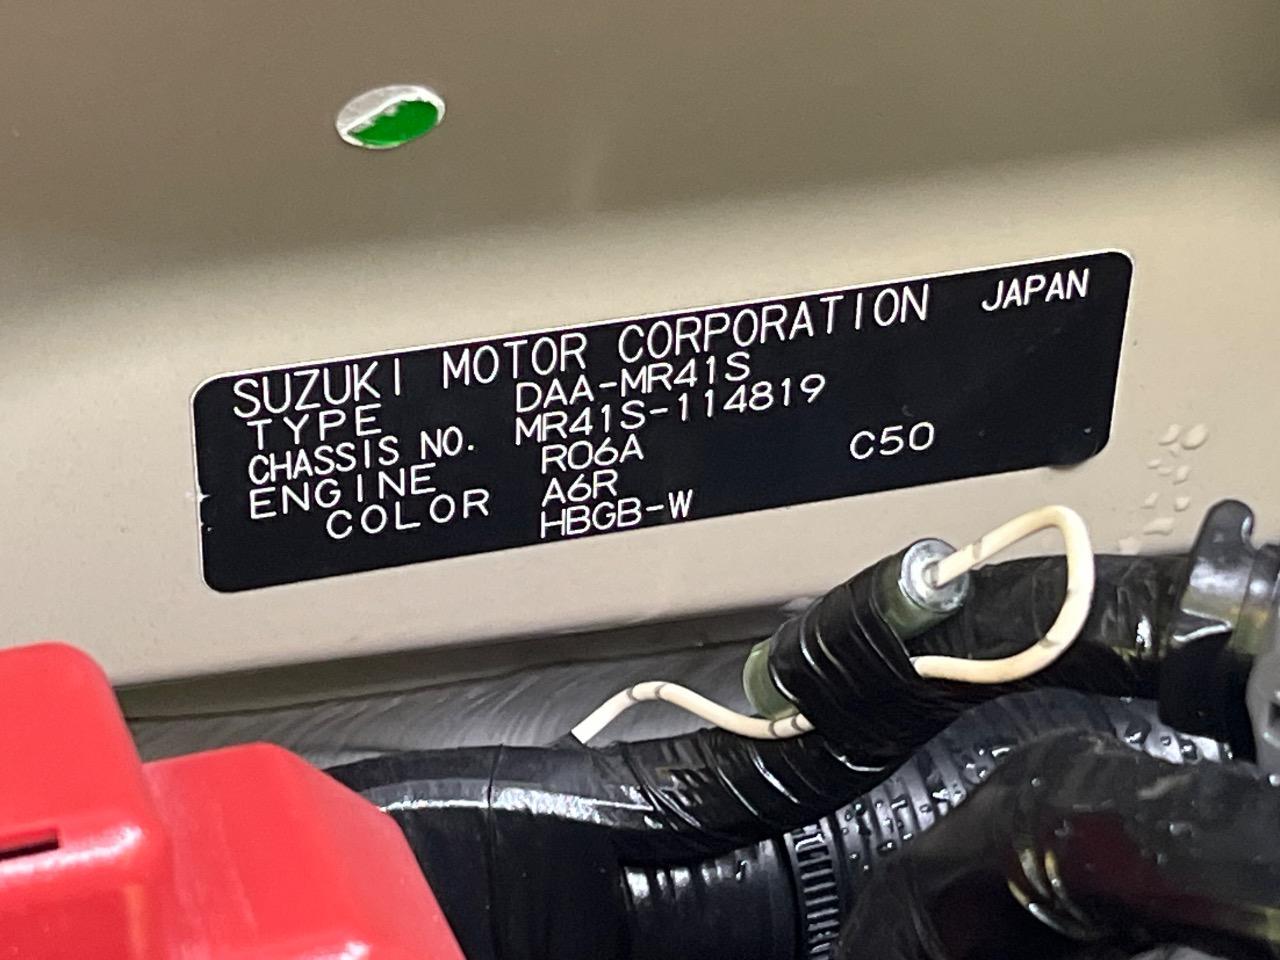 SUZUKI MOTOR CORPORATION JAPAN
TYPE DAA-MR41S
CHASSIS NO. MR41S-114819
ENGINE R06A C50
COLOR A6R
HBGB-W